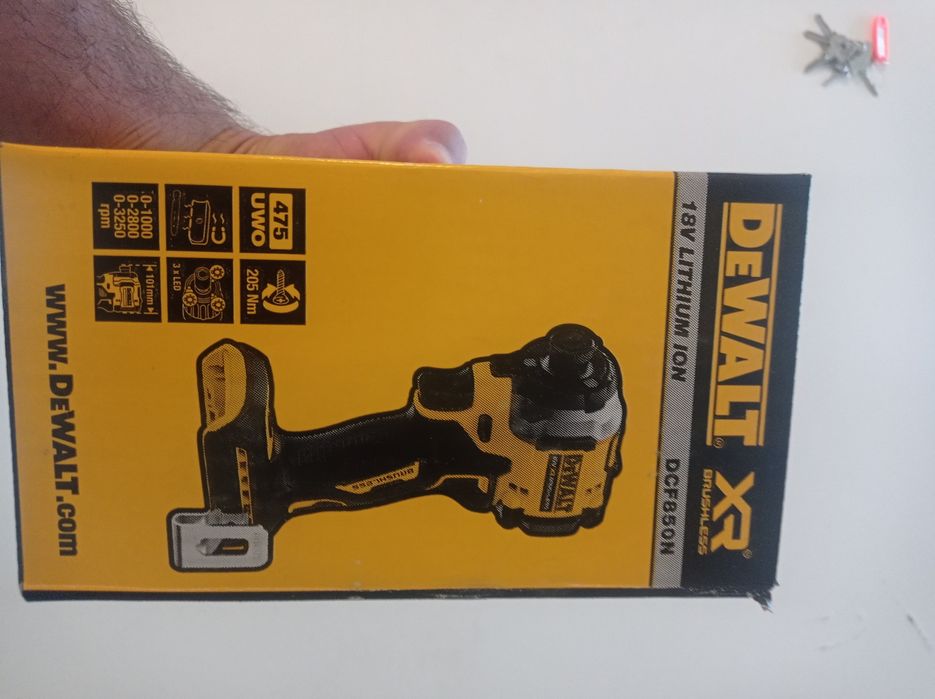 DEWALT® XR®
BRUSHLESS
18V LITHIUM ION DCF850N
DEWALT
BRUSHLESS
475
UWO
205 Nm
3 x LED
0-1000
0-2800
0-3250
rpm
101mm
www.DEWALT.com